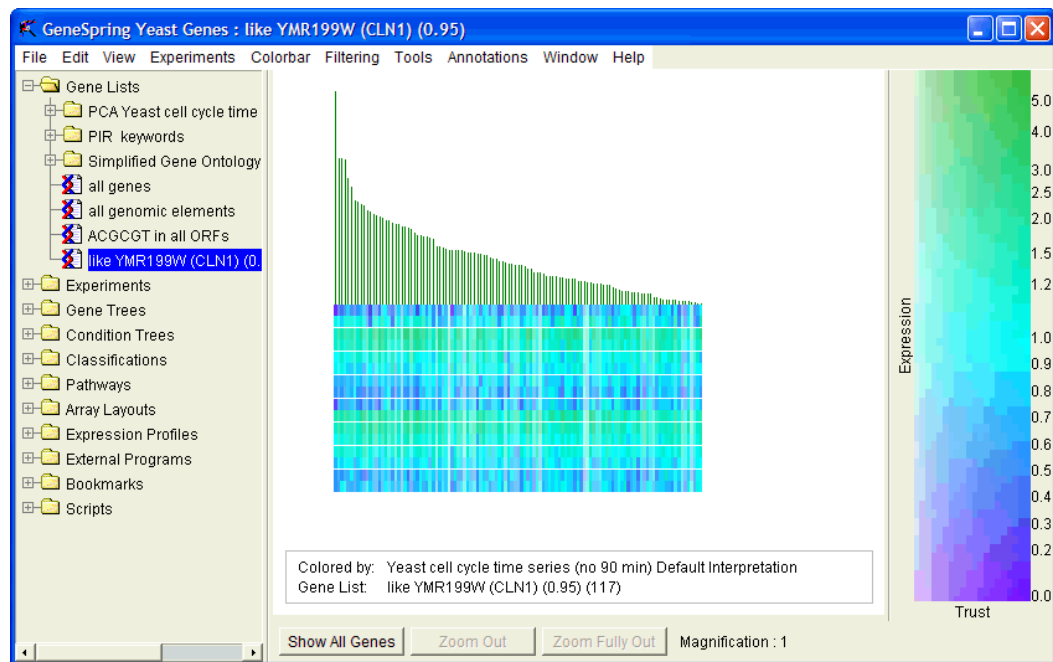 GeneSpring Yeast Genes : like YMR199W (CLN1) (0.95)
File Edit View Experiments Colorbar Filtering Tools Annotations Window Help
Gene Lists
PCA Yeast cell cycle time
PIR keywords
Simplified Gene Ontology
all genes
all genomic elements
ACGCGT in all ORFs
like YMR199W (CLN1) (0.
Experiments
Gene Trees
Condition Trees
Classifications
Pathways
Array Layouts
Expression Profiles
External Programs
Bookmarks
Scripts
Colored by: Yeast cell cycle time series (no 90 min) Default Interpretation
Gene List: like YMR199W (CLN1) (0.95) (117)
Show All Genes Zoom Out Zoom Fully Out Magnification : 1
Expression
5.0
4.0
3.0
2.5
2.0
1.5
1.2
1.0
0.9
0.8
0.7
0.6
0.5
0.4
0.3
0.2
0.0
Trust